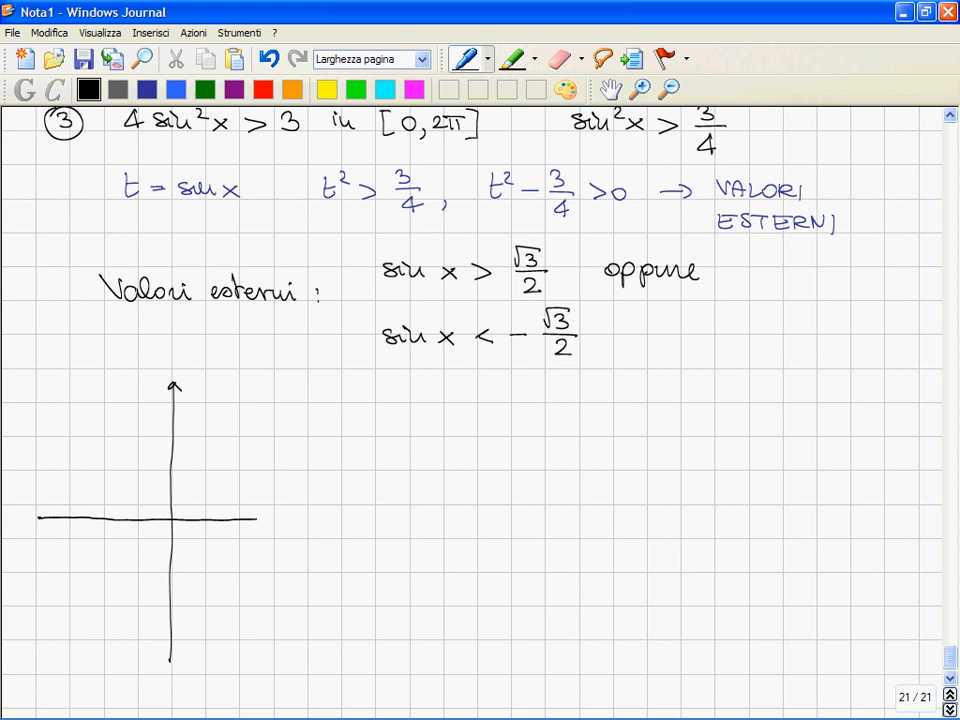 Nota1 - Windows Journal
File Modifica Visualizza Inserisci Azioni Strumenti ?
Larghezza pagina
③ 4 sin²x > 3 in [0, 2π] sin²x > 3/4
t = sin x t² > 3/4, t² - 3/4 > 0 → VALORI
ESTERNI
sin x > √3/2 oppure
Valori esterni :
sin x < - √3/2
21 / 21